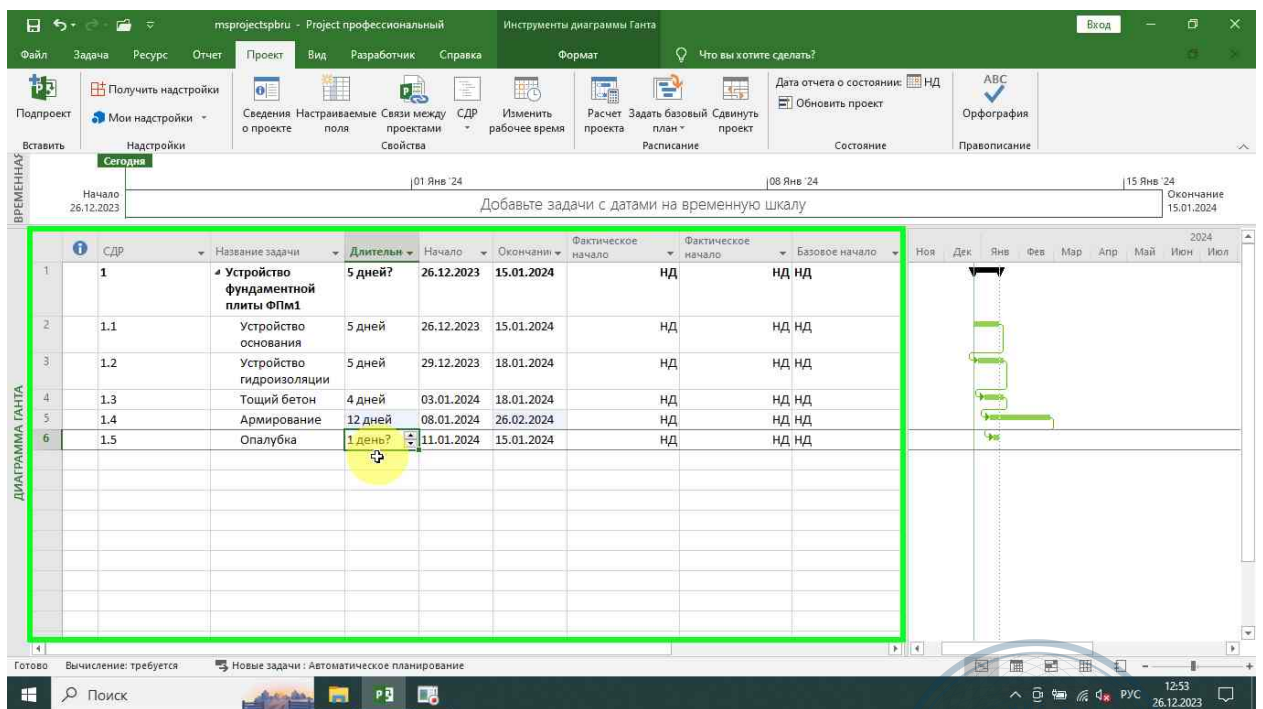 msprojectspbru - Project профессиональный
Инструменты диаграммы Ганта
Вход
Файл Задача Ресурс Отчет Проект Вид Разработчик Справка Формат Что вы хотите сделать?
Подпроект
Получить надстройки
Мои надстройки
Сведения о проекте
Настраиваемые поля
Связи между проектами
СДР
Изменить рабочее время
Расчет проекта
Задать базовый план
Сдвинуть проект
Дата отчета о состоянии: НД
Обновить проект
ABC
Орфография
Вставить Надстройки Свойства Расписание Состояние Правописание
ВРЕМЕННАЯ
Сегодня
01 Янв '24 08 Янв '24 15 Янв '24
Начало
26.12.2023
Добавьте задачи с датами на временную шкалу
Окончание
15.01.2024
ДИАГРАММА ГАНТА
СДР Название задачи Длительн Начало Окончани Фактическое начало Фактическое начало Базовое начало
2024
Ноя Дек Янв Фев Мар Апр Май Июн Июл
1 1 Устройство фундаментной плиты ФПм1 5 дней? 26.12.2023 15.01.2024 НД НД НД
2 1.1 Устройство основания 5 дней 26.12.2023 15.01.2024 НД НД НД
3 1.2 Устройство гидроизоляции 5 дней 29.12.2023 18.01.2024 НД НД НД
4 1.3 Тощий бетон 4 дней 03.01.2024 18.01.2024 НД НД НД
5 1.4 Армирование 12 дней 08.01.2024 26.02.2024 НД НД НД
6 1.5 Опалубка 1 день? 11.01.2024 15.01.2024 НД НД НД
Готово Вычисление: требуется Новые задачи : Автоматическое планирование
Поиск
РУС
12:53
26.12.2023